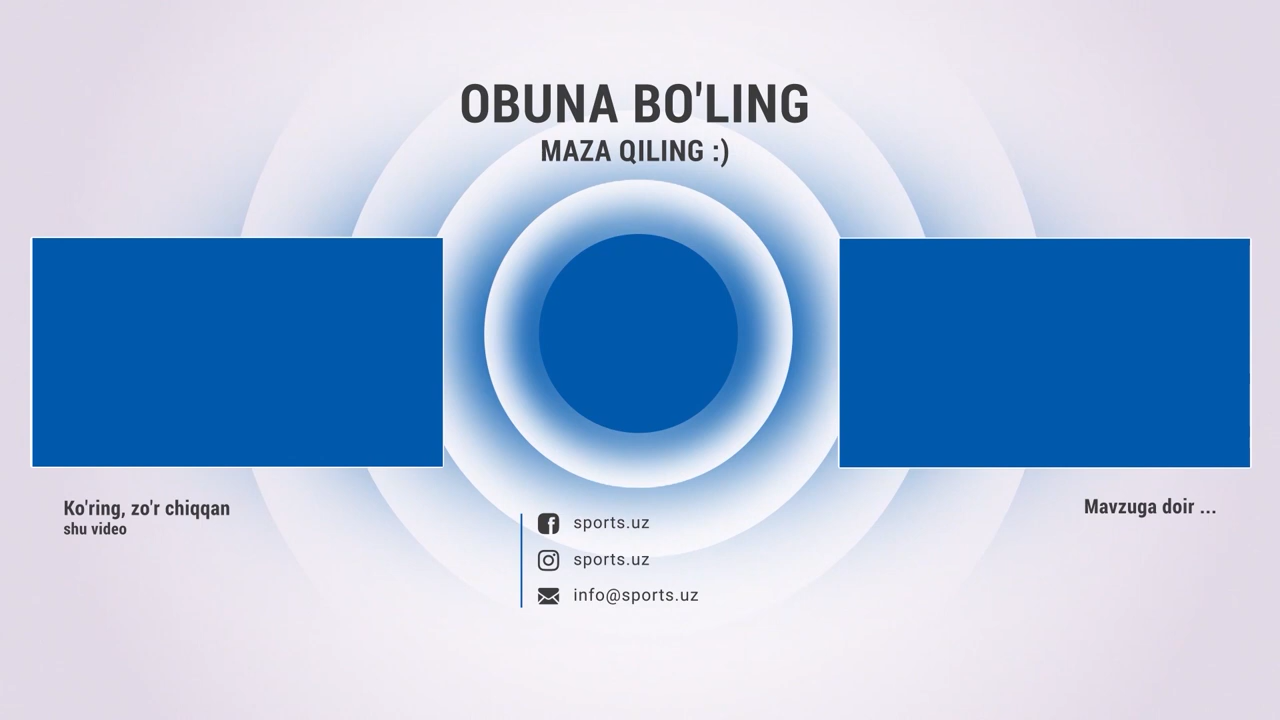 OBUNA BO'LING
MAZA QILING :)
Ko'ring, zo'r chiqqan
shu video
Mavzuga doir ...
sports.uz
sports.uz
info@sports.uz